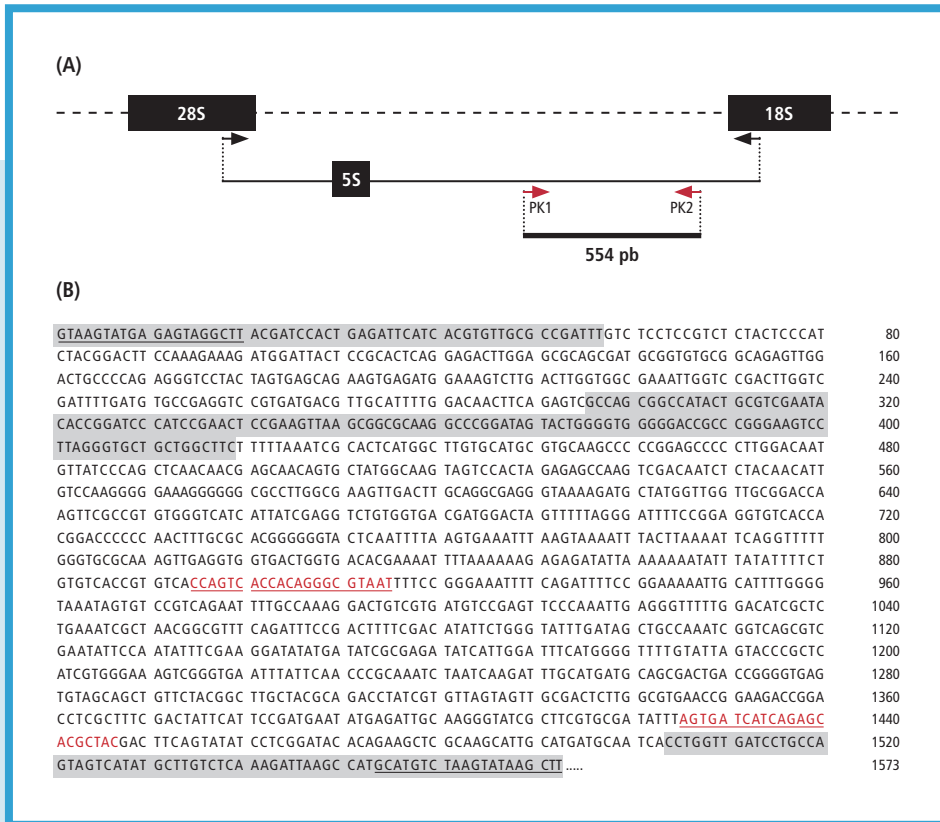 (A)
28S 18S
5S
PK1 PK2
554 pb
(B)
GTAAGTATGA GAGTAGGCTT ACGATCCACT GAGATTCATC ACGTGTTGCG CCGATTTGTC TCCTCCGTCT CTACTCCCAT 80
CTACGGACTT CCAAAGAAAG ATGGATTACT CCGCACTCAG GAGACTTGGA GCGCAGCGAT GCGGTGTGCG GCAGAGTTGG 160
ACTGCCCCAG AGGGTCCTAC TAGTGAGCAG AAGTGAGATG GAAAGTCTTG ACTTGGTGGC GAAATTGGTC CGACTTGGTC 240
GATTTTGATG TGCCGAGGTC CGTGATGACG TTGCATTTTG GACAACTTCA GAGTCGCCAG CGGCCATACT GCGTCGAATA 320
CACCGGATCC CATCCGAACT CCGAAGTTAA GCGGCGCAAG GCCCGGATAG TACTGGGGTG GGGGACCGCC CGGGAAGTCC 400
TTAGGGTGCT GCTGGCTTCT TTTTAAATCG CACTCATGGC TTGTGCATGC GTGCAAGCCC CCGGAGCCCC CTTGGACAAT 480
GTTATCCCAG CTCAACAACG AGCAACAGTG CTATGGCAAG TAGTCCACTA GAGAGCCAAG TCGACAATCT CTACAACATT 560
GTCCAAGGGG GAAAGGGGGG CGCCTTGGCG AAGTTGACTT GCAGGCGAGG GTAAAAGATG CTATGGTTGG TTGCGGACCA 640
AGTTCGCCGT GTGGGTCATC ATTATCGAGG TCTGTGGTGA CGATGGACTA GTTTTTAGGG ATTTTCCGGA GGTGTCACCA 720
CGGACCCCCC AACTTTGCGC ACGGGGGGTA CTCAATTTTA AGTGAAATTT AAGTAAAATT TACTTAAAAT TCAGGTTTTT 800
GGGTGCGCAA AGTTGAGGTG GTGACTGGTG ACACGAAAAT TTAAAAAAAG AGAGATATTA AAAAAAATATT TATATTTTCT 880
GTGTCACCGT GTCACCAGTC ACCACAGGGC GTAATTTTCC GGGAAATTTT CAGATTTTCC GGAAAAATTG CATTTTGGGG 960
TAAATAGTGT CCGTCAGAAT TTTGCCAAAG GACTGTCGTG ATGTCCGAGT TCCCAAATTG AGGGTTTTTG GACATCGCTC 1040
TGAAATCGCT AACGGCGTTT CAGATTTCCG ACTTTTCGAC ATATTCTGGG TATTTGATAG CTGCCAAATC GGTCAGCGTC 1120
GAATATTCCA ATATTTCGAA GGATATATGA TATCGCGAGA TATCATTGGA TTTCATGGGG TTTTGTATTA GTACCCGCTC 1200
ATCGTGGGAA AGTCGGGTGA ATTTATTCAA CCCGCAAATC TAATCAAGAT TTGCATGATG CAGCGACTGA CCGGGGTGAG 1280
TGTAGCAGCT GTTCTACGGC TTGCTACGCA GACCTATCGT GTTAGTAGTT GCGACTCTTG GCGTGAACCG GAAGACCGGA 1360
CCTCGCTTTC GACTATTCAT TCCGATGAAT ATGAGATTGC AAGGGTATCG CTTCGTGCGA TATTTAGTGA TCATCAGAGC 1440
ACGCTACGAC TTCAGTATAT CCTCGGATAC ACAGAAGCTC GCAAGCATTG CATGATGCAA TCACCTGGTT GATCCTGCCA 1520
GTAGTCATAT GCTTGTCTCA AAGATTAAGC CATGCATGTC TAAGTATAAG CTT ..... 1573